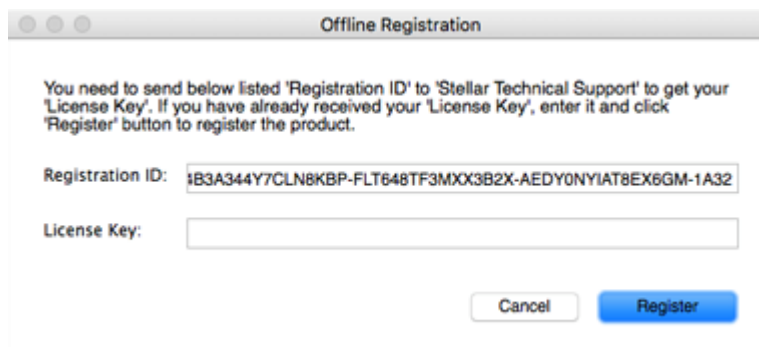 Offline Registration
You need to send below listed 'Registration ID' to 'Stellar Technical Support' to get your
'License Key'. If you have already received your 'License Key', enter it and click
'Register' button to register the product.
Registration ID: 4B3A344Y7CLN8KBP-FLT648TF3MXX3B2X-AEDY0NYIAT8EX6GM-1A32
License Key:
Cancel Register